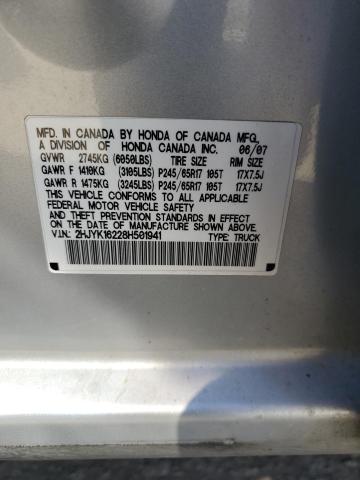 MFD. IN CANADA BY HONDA OF CANADA MFG.,
A DIVISION OF HONDA CANADA INC. 06/07
GVWR 2745KG (6050LBS) TIRE SIZE RIM SIZE
GAWR F 1410KG (3105LBS) P245/65R17 105T 17X7.5J
GAWR R 1475KG (3245LBS) P245/65R17 105T 17X7.5J
THIS VEHICLE CONFORMS TO ALL APPLICABLE
FEDERAL MOTOR VEHICLE SAFETY
AND THEFT PREVENTION STANDARDS IN EFFECT
ON THE DATE OF MANUFACTURE SHOWN ABOVE.
V.I.N: 2HJYK16228H501941 TYPE: TRUCK